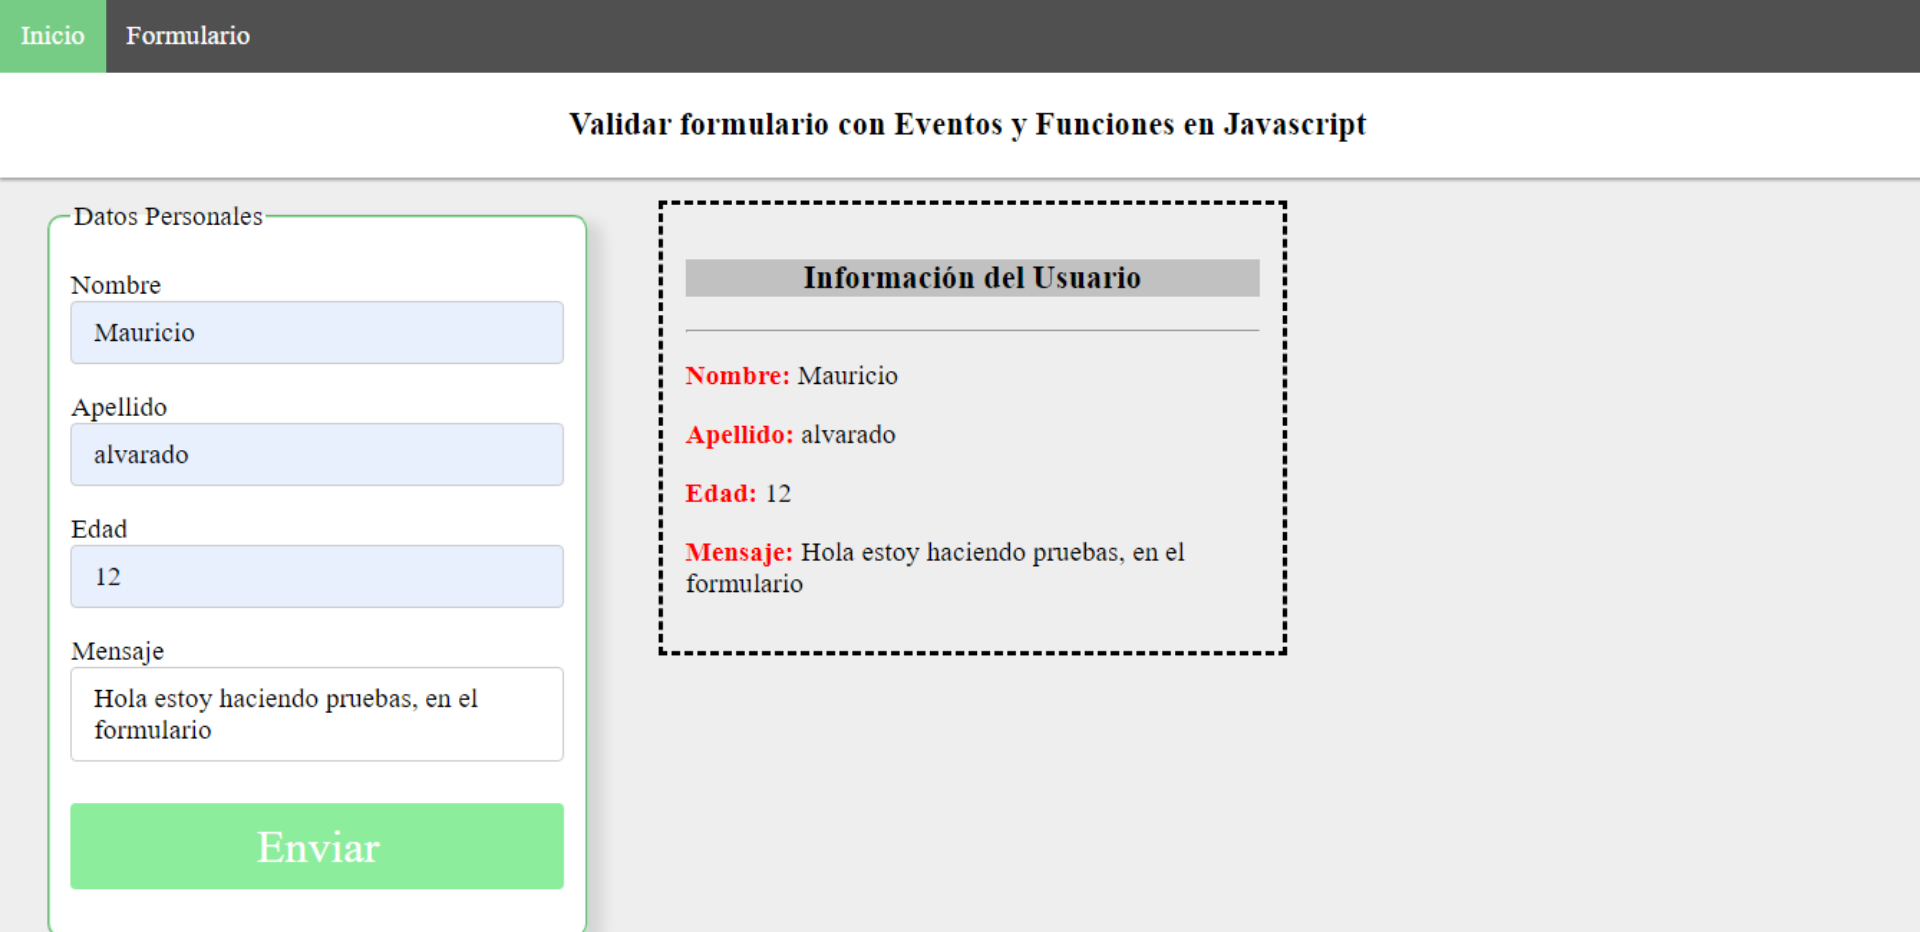 Inicio Formulario
Validar formulario con Eventos y Funciones en Javascript
Datos Personales
Nombre
Mauricio
Apellido
alvarado
Edad
12
Mensaje
Hola estoy haciendo pruebas, en el
formulario
Enviar
Información del Usuario
Nombre: Mauricio
Apellido: alvarado
Edad: 12
Mensaje: Hola estoy haciendo pruebas, en el
formulario